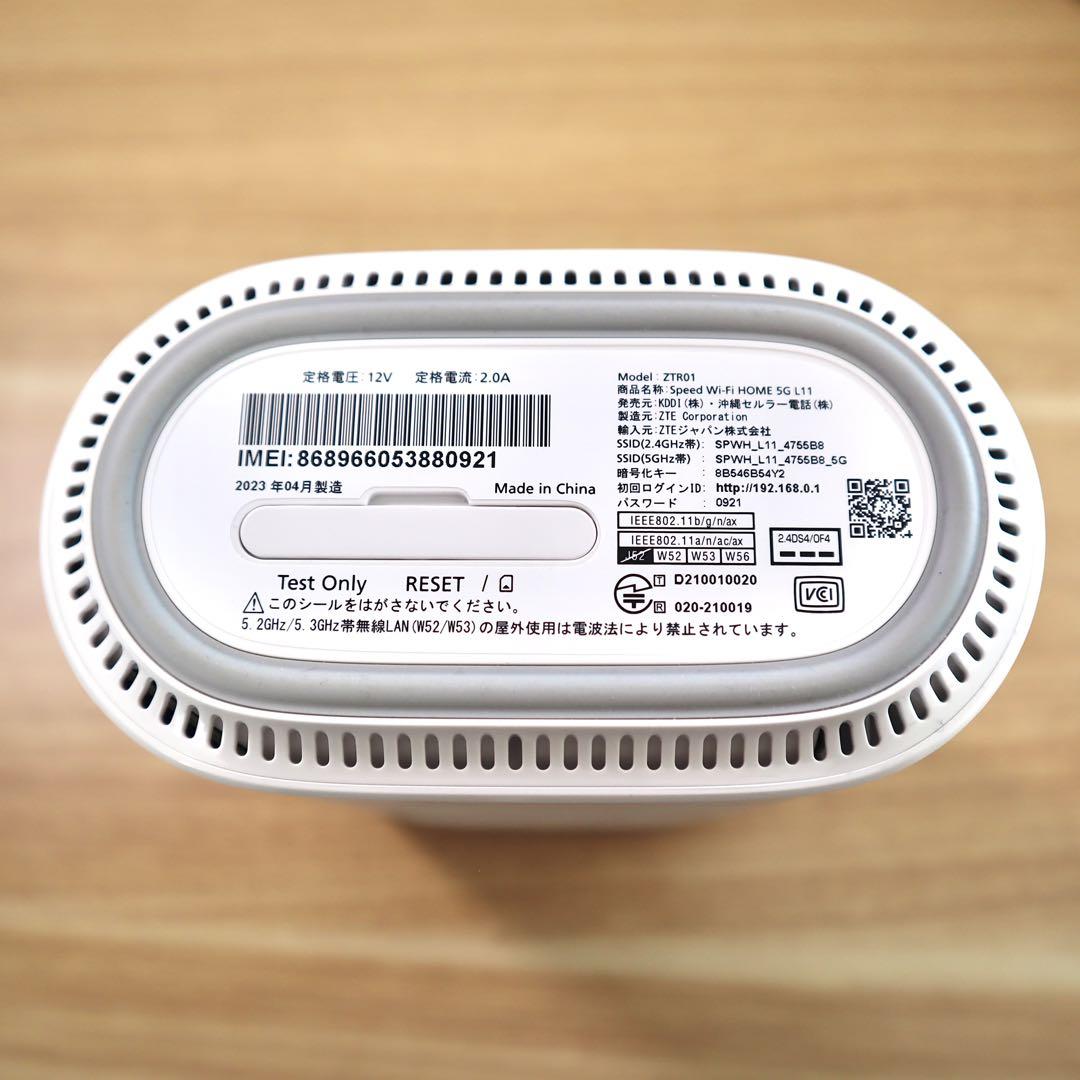 定格電圧:12V 定格電流:2.0A
IMEI:868966053880921
2023 年04月製造 Made in China
Test Only RESET /
このシールをはがさないでください。
5.2GHz/5.3GHz帯無線LAN(W52/W53)の屋外使用は電波法により禁止されています。
Model : ZTR01
商品名称:Speed Wi-Fi HOME 5G L11
発売元:KDDI(株)・沖縄セルラー電話(株)
製造元:ZTE Corporation
輸入元:ZTEジャパン株式会社
SSID(2.4GHz帯): SPWH_L11_4755B8
SSID(5GHz帯) : SPWH_L11_4755B8_5G
暗号化キー : 8B546B54Y2
初回ログインID: http://192.168.0.1
パスワード : 0921
IEEE802.11b/g/n/ax
IEEE802.11a/n/ac/ax
J52 W52 W53 W56
2.4DS4/OF4
T D210010020
R 020-210019
VCI